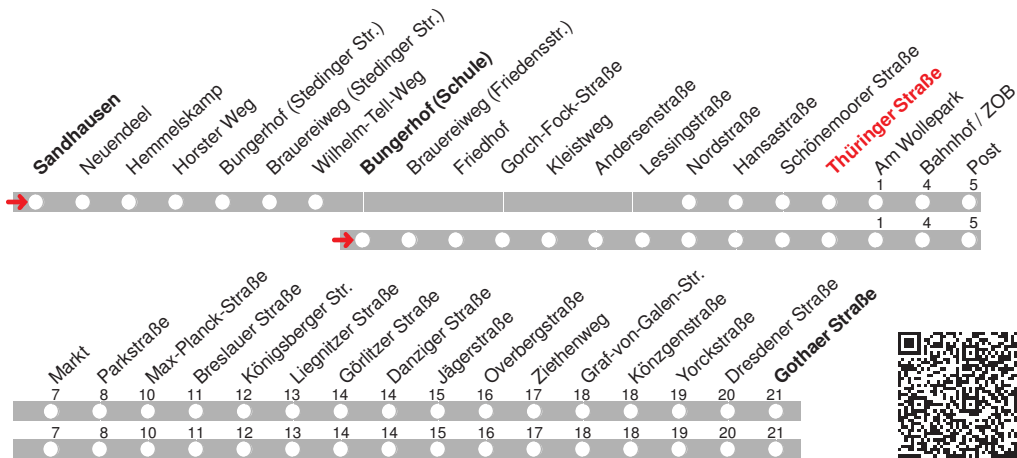 Sandhausen
Neuendeel
Hemmelskamp
Horster Weg
Bungerhof (Stedinger Str.)
Brauereiweg (Stedinger Str.)
Wilhelm-Tell-Weg
Bungerhof (Schule)
Brauereiweg (Friedensstr.)
Friedhof
Gorch-Fock-Straße
Kleistweg
Andersenstraße
Lessingstraße
Nordstraße
Hansastraße
Schönemoorer Straße
Thüringer Straße
Am Wollepark
Bahnhof / ZOB
Post
1 4 5
1 4 5
Markt
Parkstraße
Max-Planck-Straße
Breslauer Straße
Königsberger Str.
Liegnitzer Straße
Görlitzer Straße
Danziger Straße
Jägerstraße
Overbergstraße
Ziethenweg
Graf-von-Galen-Str.
Könzgenstraße
Yorckstraße
Dresdener Straße
Gothaer Straße
7 8 10 11 12 13 14 14 15 16 17 18 18 19 20 21
7 8 10 11 12 13 14 14 15 16 17 18 18 19 20 21